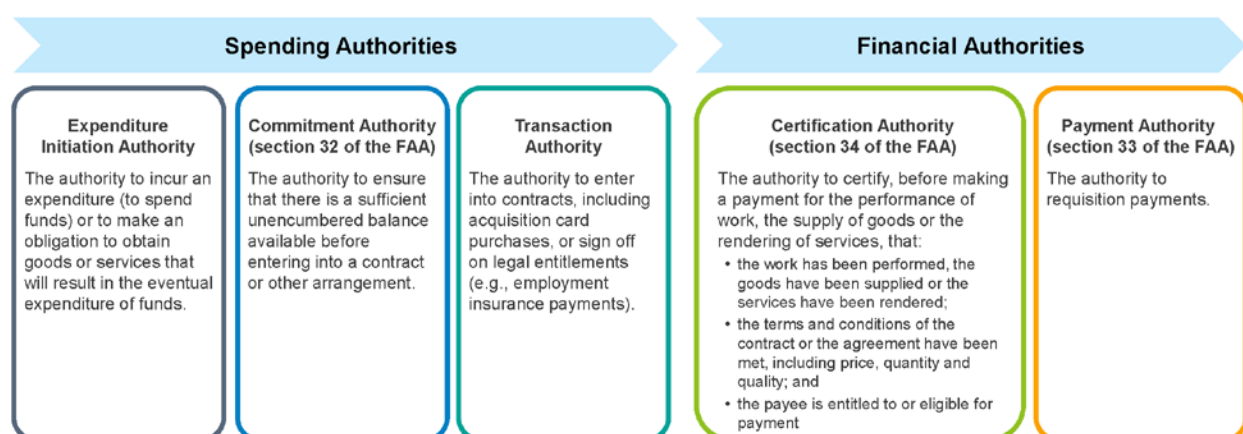 Spending Authorities
Financial Authorities
Expenditure
Initiation Authority
The authority to incur an
expenditure (to spend
funds) or to make an
obligation to obtain
goods or services that
will result in the eventual
expenditure of funds.
Commitment Authority
(section 32 of the FAA)
The authority to ensure
that there is a sufficient
unencumbered balance
available before
entering into a contract
or other arrangement.
Transaction
Authority
The authority to enter
into contracts, including
acquisition card
purchases, or sign off
on legal entitlements
(e.g., employment
insurance payments).
Certification Authority
(section 34 of the FAA)
The authority to certify, before making
a payment for the performance of
work, the supply of goods or the
rendering of services, that:
• the work has been performed, the
goods have been supplied or the
services have been rendered;
• the terms and conditions of the
contract or the agreement have been
met, including price, quantity and
quality; and
• the payee is entitled to or eligible for
payment
Payment Authority
(section 33 of the FAA)
The authority to
requisition payments.